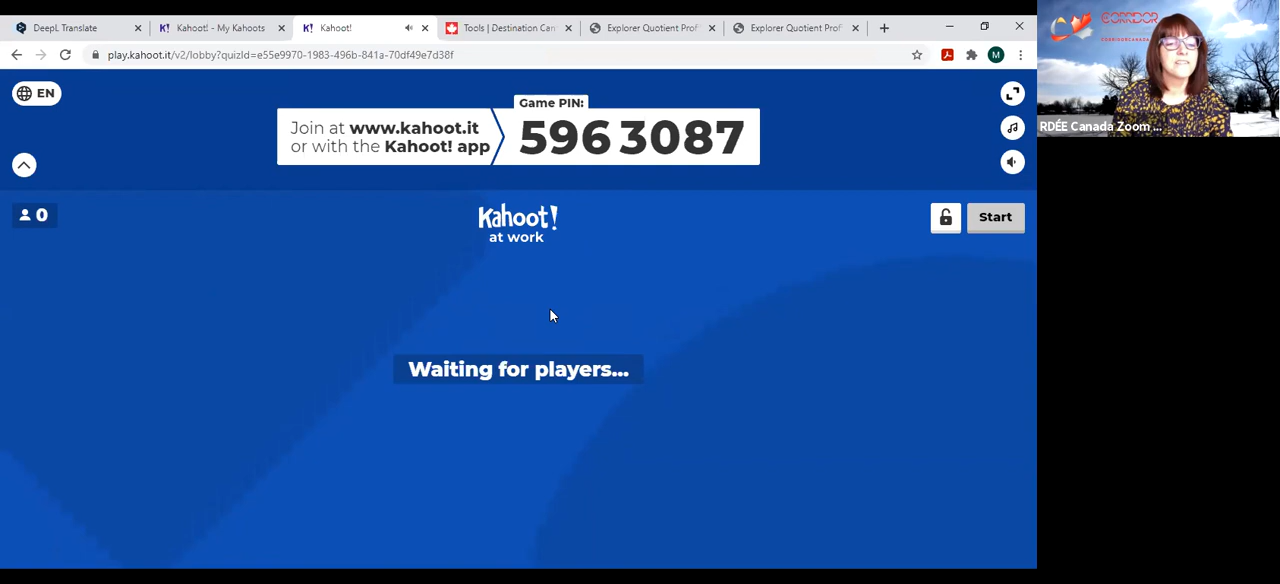 DeepL Translate
Kahoot! - My Kahoots
Kahoot!
Tools | Destination Can
Explorer Quotient Prof
Explorer Quotient Prof
play.kahoot.it/v2/lobby?quizId=e55e9970-1983-496b-841a-70df49e7d38f
M
EN
Game PIN:
Join at www.kahoot.it
or with the Kahoot! app
596 3087
0
Kahoot!
at work
Start
Waiting for players...
CORRIDOR
RDÉE Canada Zoom ...